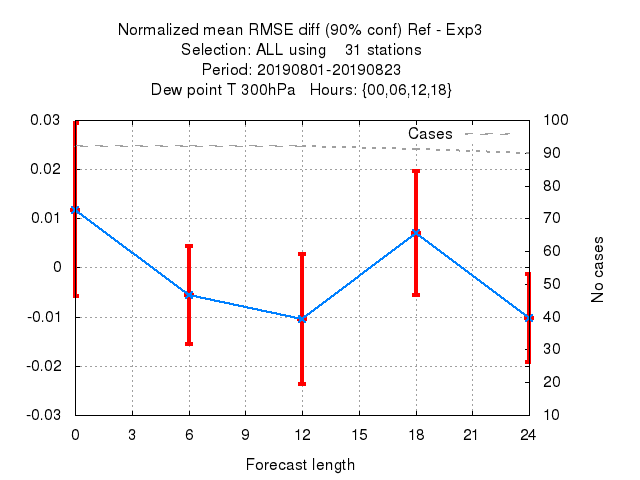 Normalized mean RMSE diff (90% conf) Ref - Exp3
Selection: ALL using    31 stations
Period: 20190801-20190823
Dew point T 300hPa   Hours: {00,06,12,18}
Cases
0.03
0.02
0.01
0
-0.01
-0.02
-0.03
100
90
80
70
60
50
40
30
20
10
No cases
0 3 6 9 12 15 18 21 24
Forecast length